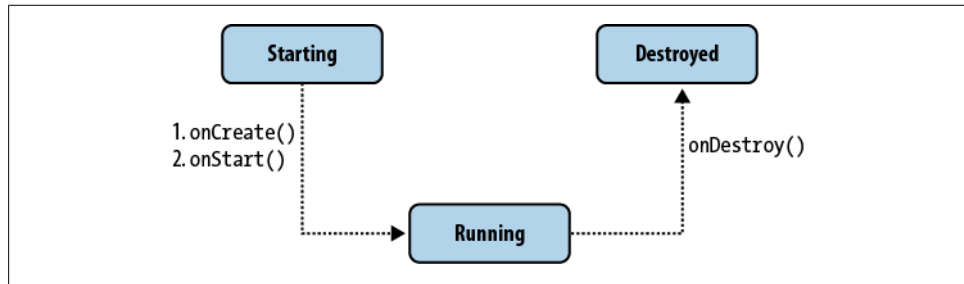 Starting
Destroyed
1. onCreate()
2. onStart()
onDestroy()
Running